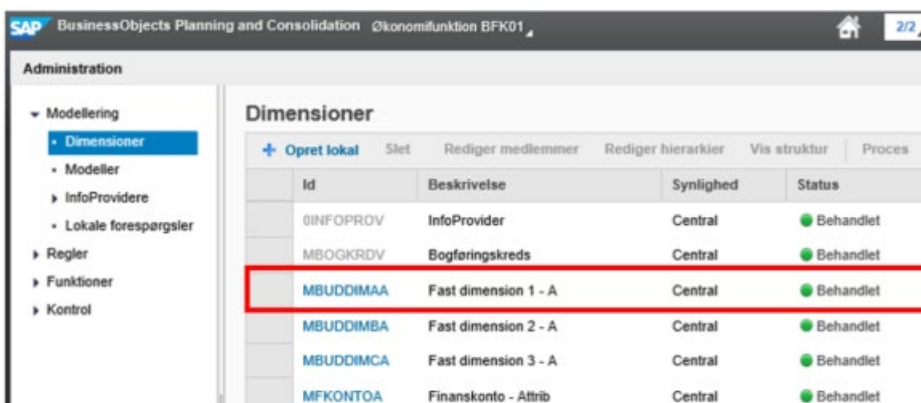 SAP BusinessObjects Planning and Consolidation Økonomifunktion BFK01 2/2
Administration
Modellering
Dimensioner
Modeller
InfoProvidere
Lokale forespørgsler
Regler
Funktioner
Kontrol
Dimensioner
Opret lokal Slet Rediger medlemmer Rediger hierarkier Vis struktur Proces
Id Beskrivelse Synlighed Status
0INFOPROV InfoProvider Central Behandlet
MBOGKRDV Bogføringskreds Central Behandlet
MBUDDIMAA Fast dimension 1 - A Central Behandlet
MBUDDIMBA Fast dimension 2 - A Central Behandlet
MBUDDIMCA Fast dimension 3 - A Central Behandlet
MFKONTOA Finanskonto - Attrib Central Behandlet